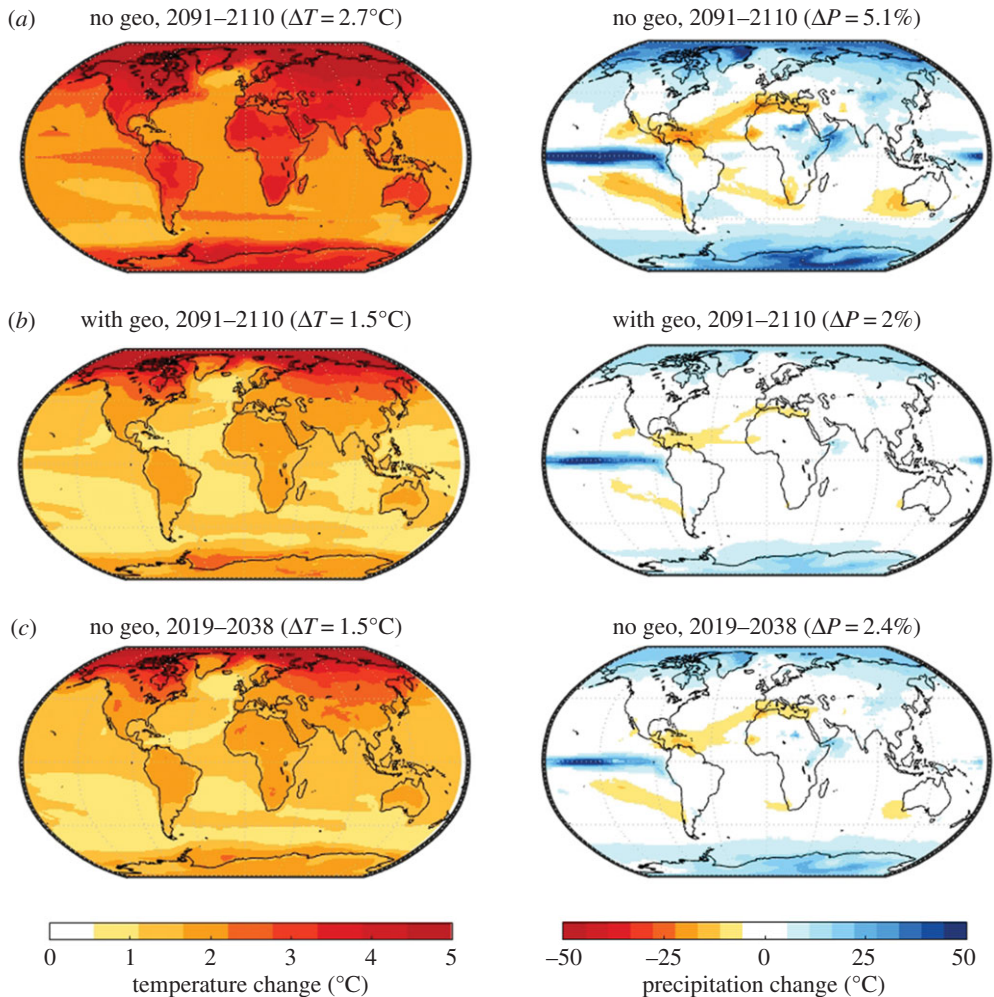 (a) no geo, 2091–2110 (ΔT = 2.7°C) no geo, 2091–2110 (ΔP = 5.1%)
(b) with geo, 2091–2110 (ΔT = 1.5°C) with geo, 2091–2110 (ΔP = 2%)
(c) no geo, 2019–2038 (ΔT = 1.5°C) no geo, 2019–2038 (ΔP = 2.4%)
0 1 2 3 4 5 –50 –25 0 25 50
temperature change (°C) precipitation change (°C)